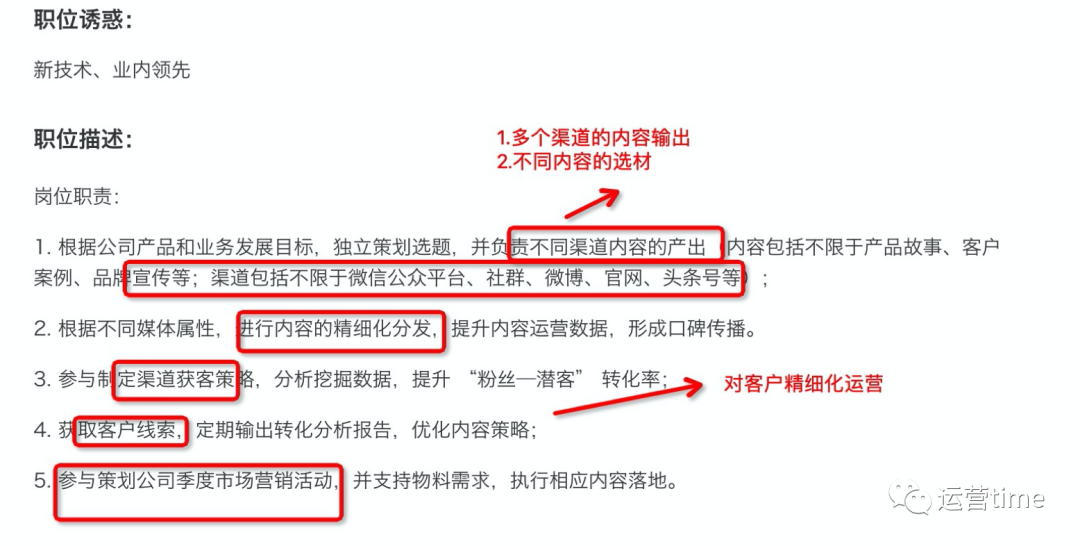 职位诱惑：
新技术、业内领先
职位描述：
1.多个渠道的内容输出
2.不同内容的选材
岗位职责：
1. 根据公司产品和业务发展目标，独立策划选题，并负责不同渠道内容的产出（内容包括不限于产品故事、客户
案例、品牌宣传等；渠道包括不限于微信公众平台、社群、微博、官网、头条号等）；
2. 根据不同媒体属性，进行内容的精细化分发，提升内容运营数据，形成口碑传播。
3. 参与制定渠道获客策略，分析挖掘数据，提升 “粉丝—潜客” 转化率；
对客户精细化运营
4. 获取客户线索，定期输出转化分析报告，优化内容策略；
5. 参与策划公司季度市场营销活动，并支持物料需求，执行相应内容落地。
运营time